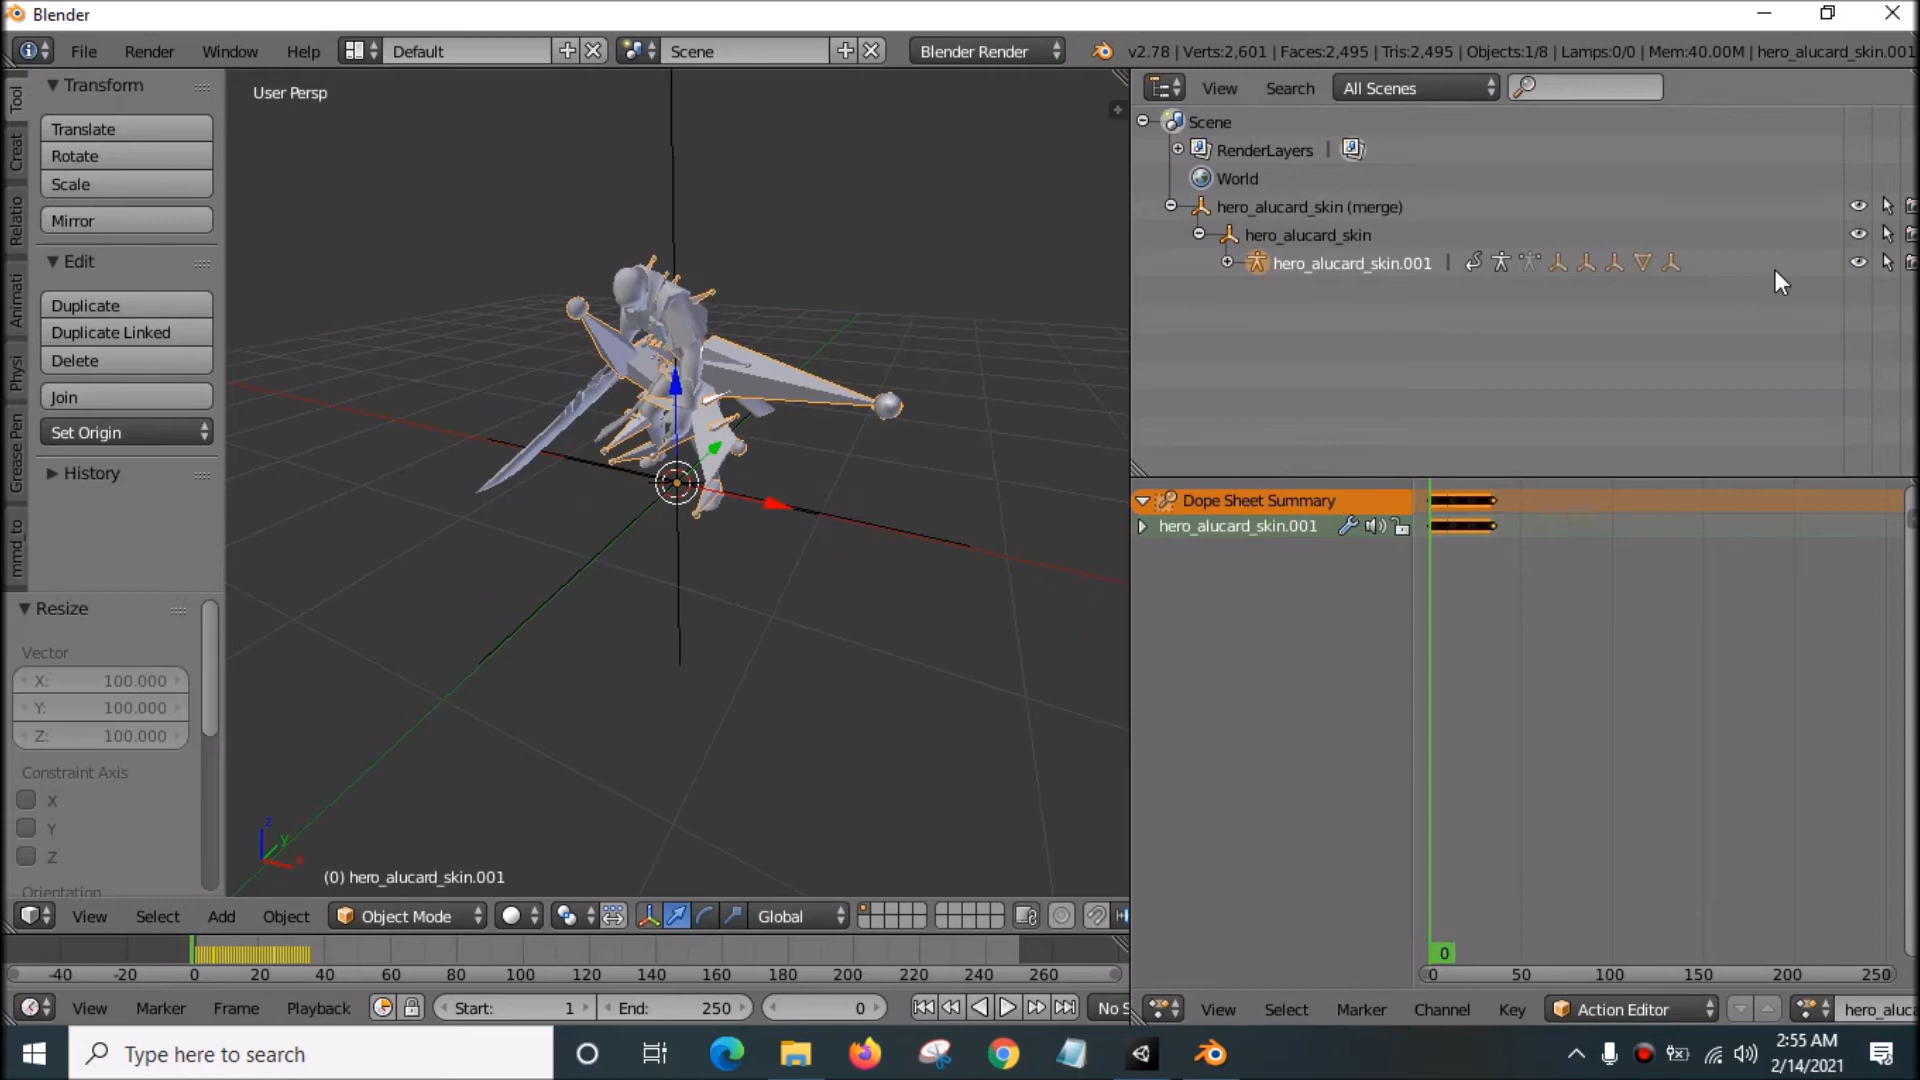 Blender
File Render Window Help Default Scene Blender Render v2.78 | Verts:2,601 | Faces:2,495 | Tris:2,495 | Objects:1/8 | Lamps:0/0 | Mem:40.00M | hero_alucard_skin.001
Tool
Creat
Relatio
Animati
Physi
Grease Pen
mmd_to
Transform
Translate
Rotate
Scale
Mirror
Edit
Duplicate
Duplicate Linked
Delete
Join
Set Origin
History
Resize
Vector
X: 100.000
Y: 100.000
Z: 100.000
Constraint Axis
X
Y
Z
Orientation
User Persp
z
y
x
(0) hero_alucard_skin.001
View Select Add Object Object Mode Global
-40 -20 0 20 40 60 80 100 120 140 160 180 200 220 240 260
View Marker Frame Playback Start: 1 End: 250 0 No S
View Search All Scenes
Scene
RenderLayers |
World
hero_alucard_skin (merge)
hero_alucard_skin
hero_alucard_skin.001 |
Dope Sheet Summary
hero_alucard_skin.001
0
0 50 100 150 200 250
View Select Marker Channel Key Action Editor hero_aluca
Type here to search
2:55 AM
2/14/2021